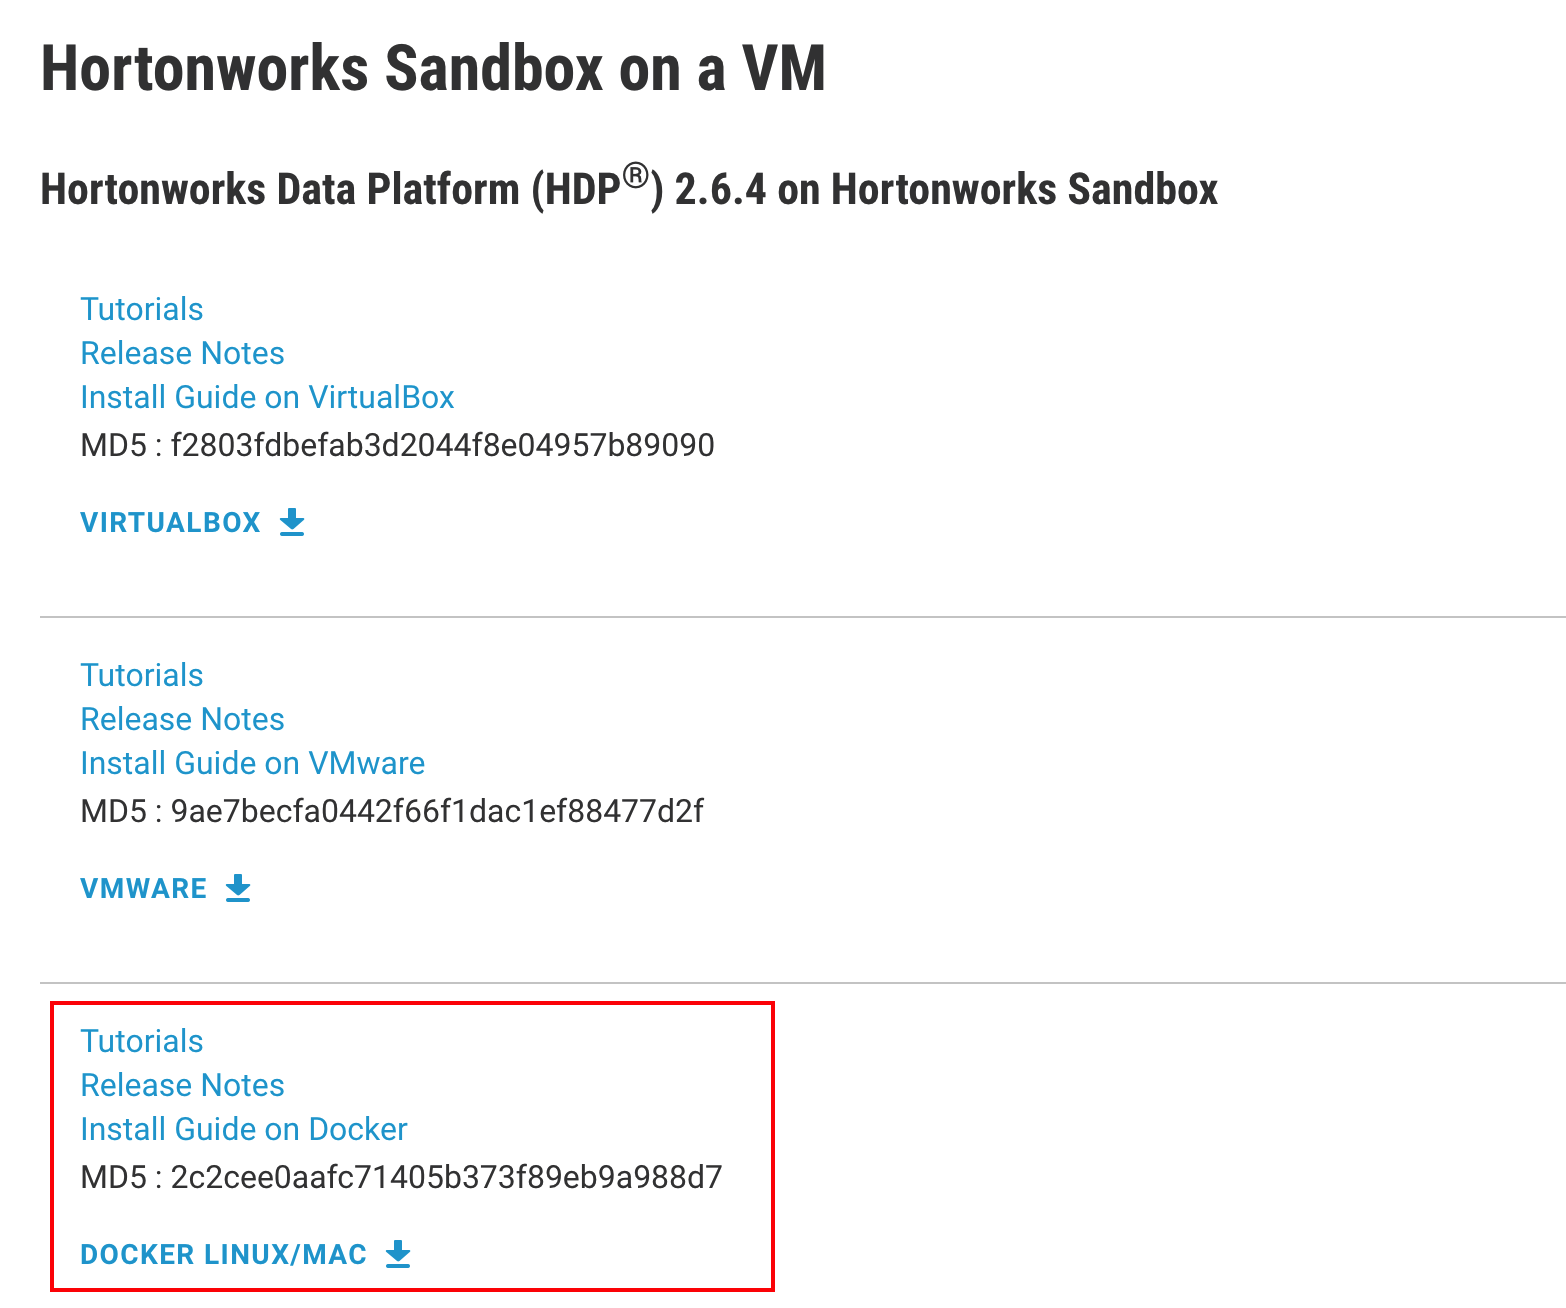 Hortonworks Sandbox on a VM
Hortonworks Data Platform (HDP®) 2.6.4 on Hortonworks Sandbox
Tutorials
Release Notes
Install Guide on VirtualBox
MD5 : f2803fdbefab3d2044f8e04957b89090
VIRTUALBOX
Tutorials
Release Notes
Install Guide on VMware
MD5 : 9ae7becfa0442f66f1dac1ef88477d2f
VMWARE
Tutorials
Release Notes
Install Guide on Docker
MD5 : 2c2cee0aafc71405b373f89eb9a988d7
DOCKER LINUX/MAC